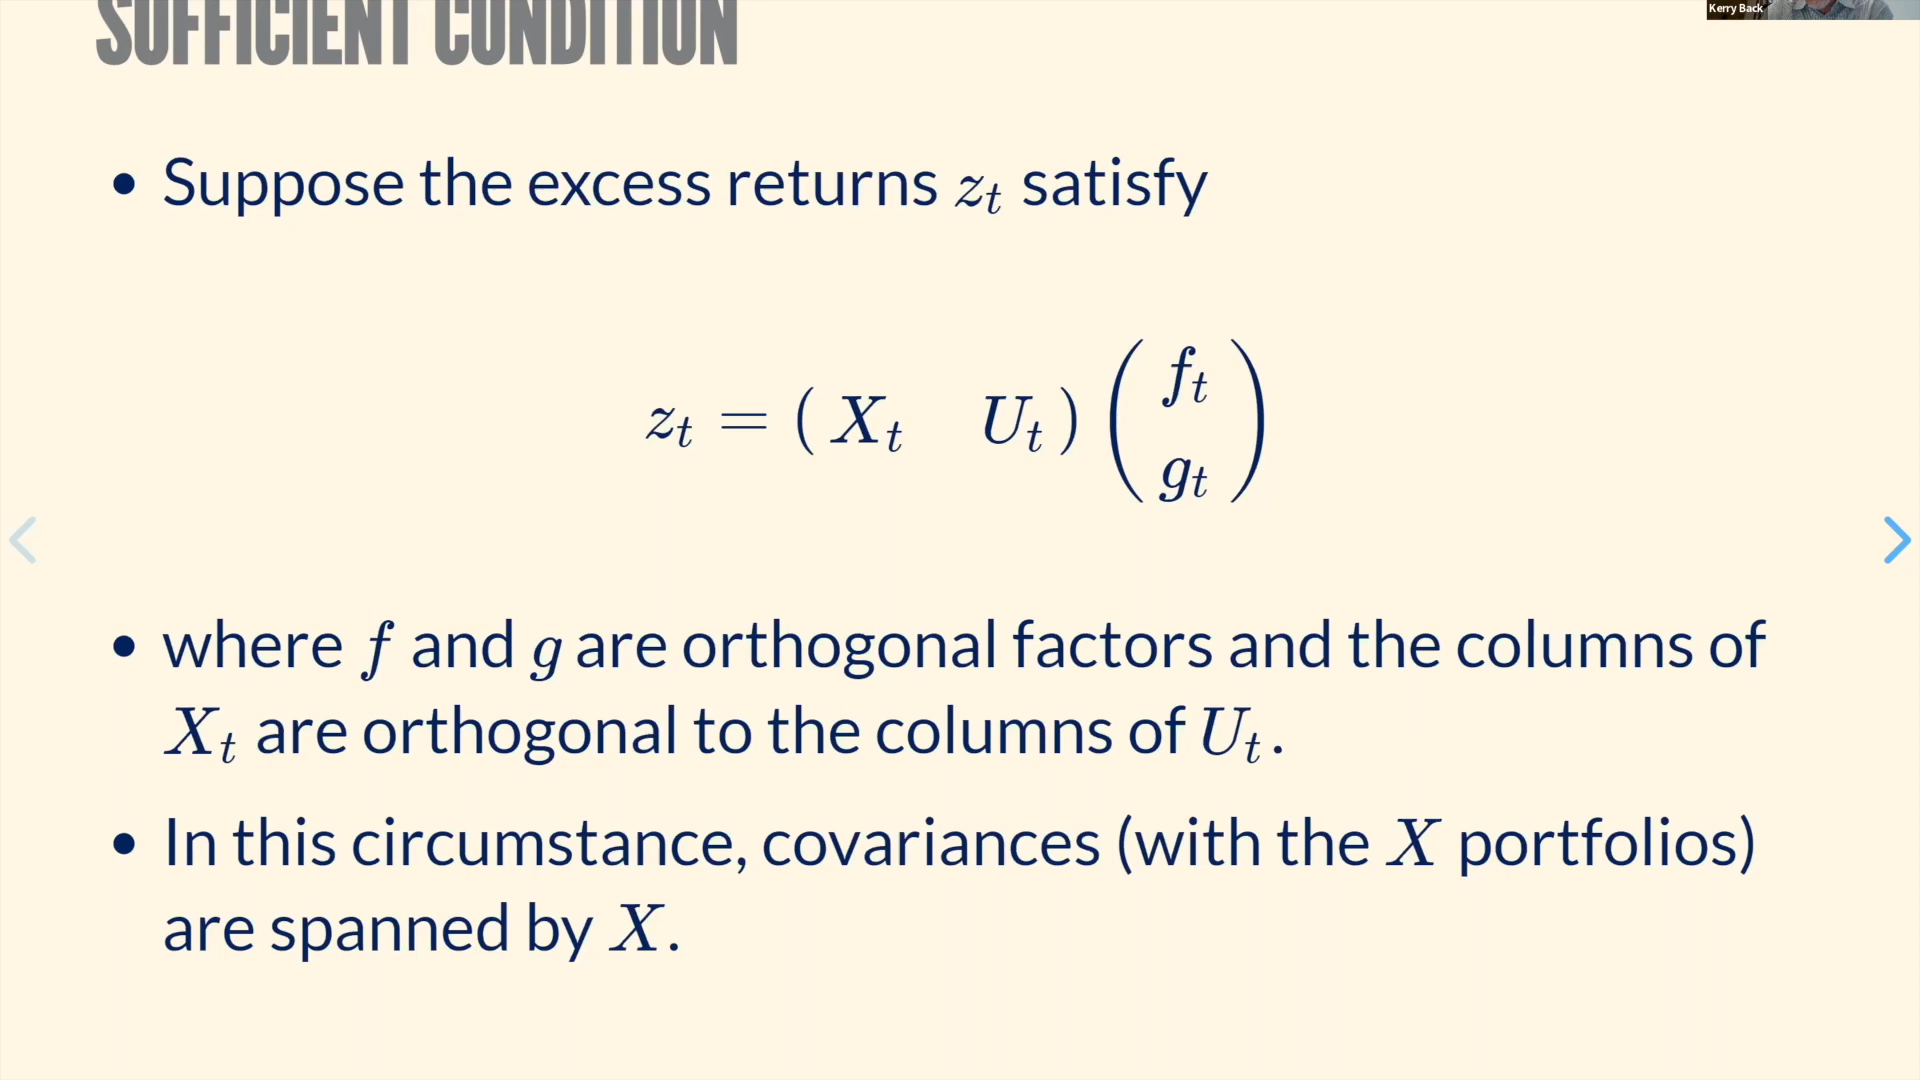 Kerry Back
SUFFICIENT CONDITION
• Suppose the excess returns z_t satisfy
z_t = ( X_t U_t ) ( f_t
g_t )
• where f and g are orthogonal factors and the columns of
X_t are orthogonal to the columns of U_t.
• In this circumstance, covariances (with the X portfolios)
are spanned by X.